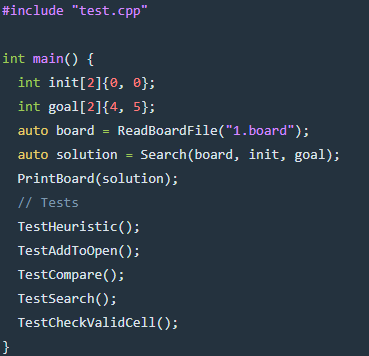 #include "test.cpp"
int main() {
int init[2]{0, 0};
int goal[2]{4, 5};
auto board = ReadBoardFile("1.board");
auto solution = Search(board, init, goal);
PrintBoard(solution);
// Tests
TestHeuristic();
TestAddToOpen();
TestCompare();
TestSearch();
TestCheckValidCell();
}